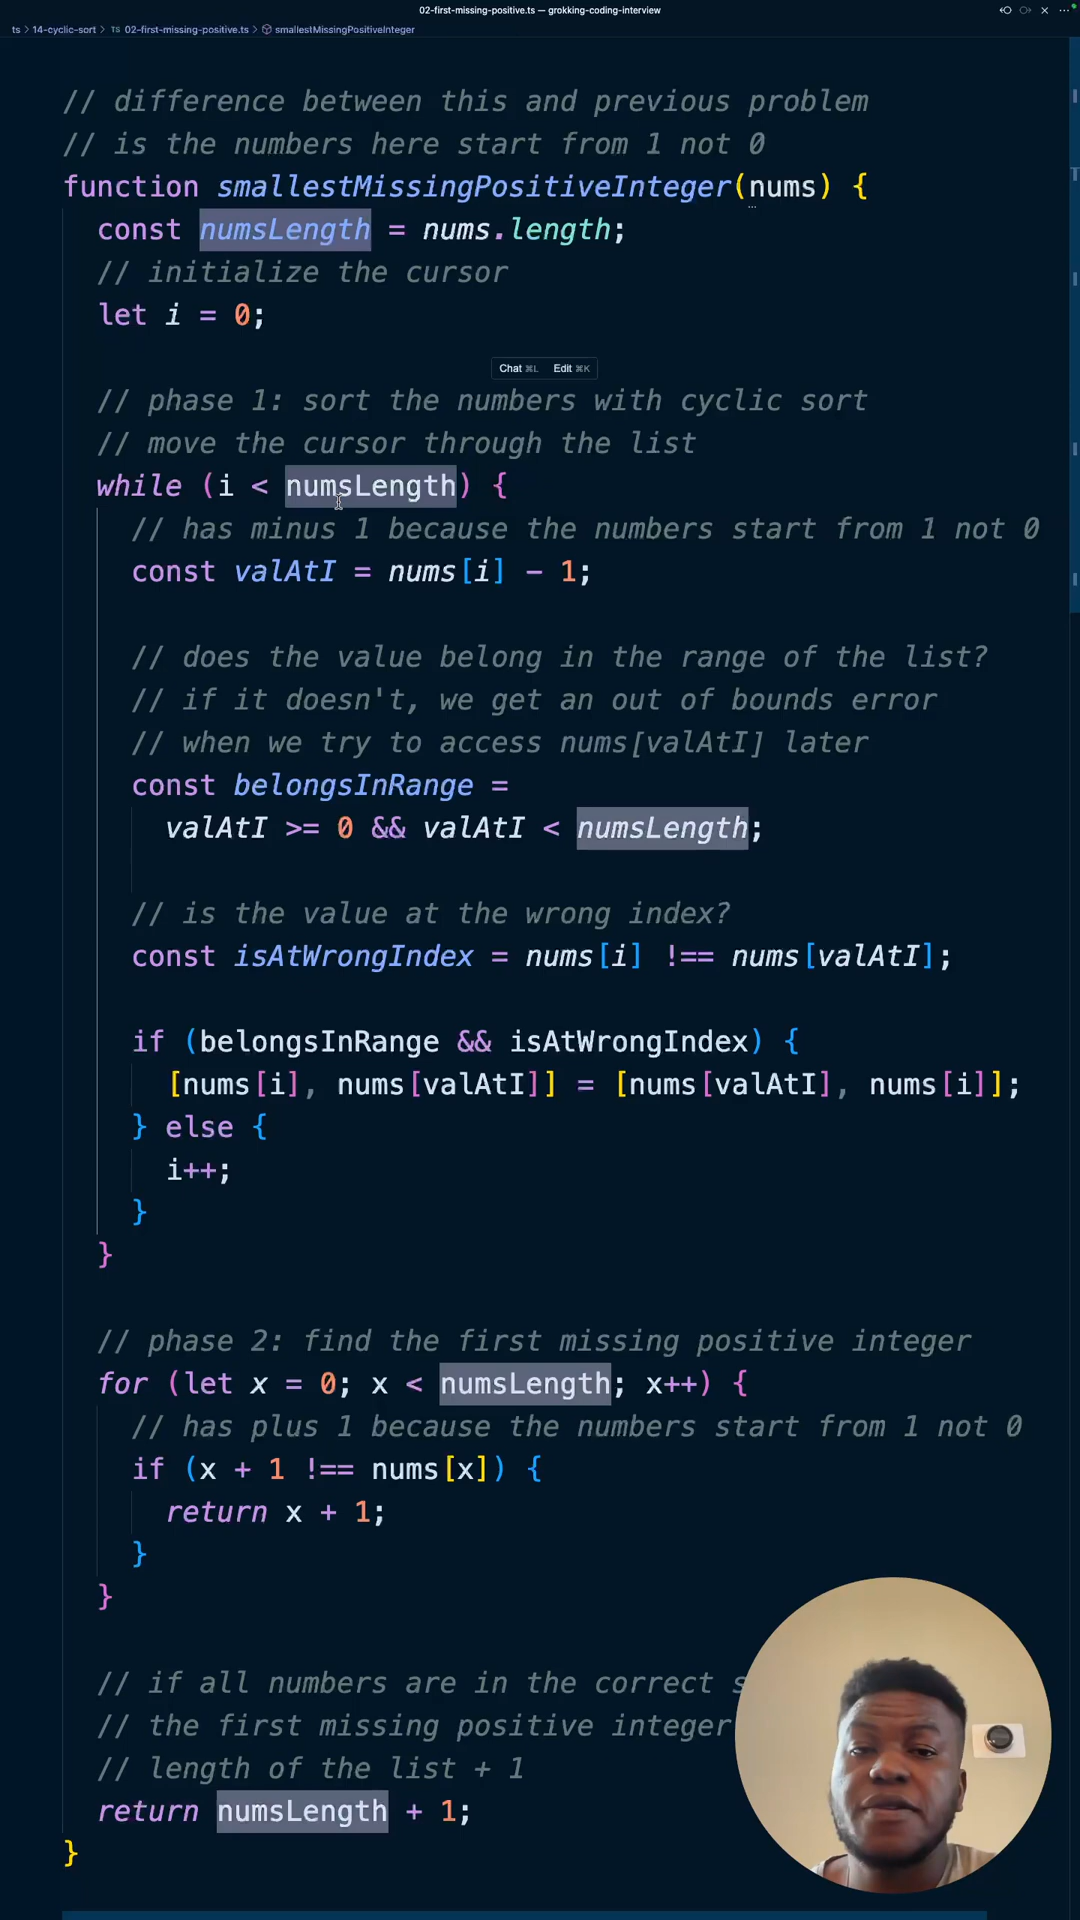 02-first-missing-positive.ts — grokking-coding-interview
ts > 14-cyclic-sort > TS 02-first-missing-positive.ts > smallestMissingPositiveInteger
// difference between this and previous problem
// is the numbers here start from 1 not 0
function smallestMissingPositiveInteger(nums) {
const numsLength = nums.length;
// initialize the cursor
let i = 0;
Chat ⌘L Edit ⌘K
// phase 1: sort the numbers with cyclic sort
// move the cursor through the list
while (i < numsLength) {
// has minus 1 because the numbers start from 1 not 0
const valAtI = nums[i] - 1;
// does the value belong in the range of the list?
// if it doesn't, we get an out of bounds error
// when we try to access nums[valAtI] later
const belongsInRange =
valAtI >= 0 && valAtI < numsLength;
// is the value at the wrong index?
const isAtWrongIndex = nums[i] !== nums[valAtI];
if (belongsInRange && isAtWrongIndex) {
[nums[i], nums[valAtI]] = [nums[valAtI], nums[i]];
} else {
i++;
}
}
// phase 2: find the first missing positive integer
for (let x = 0; x < numsLength; x++) {
// has plus 1 because the numbers start from 1 not 0
if (x + 1 !== nums[x]) {
return x + 1;
}
}
// if all numbers are in the correct
// the first missing positive integer
// length of the list + 1
return numsLength + 1;
}